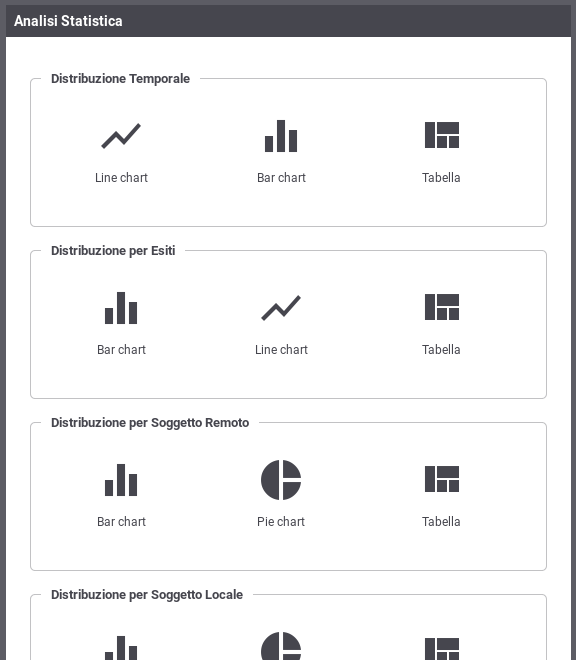 Analisi Statistica
Distribuzione Temporale
Line chart
Bar chart
Tabella
Distribuzione per Esiti
Bar chart
Line chart
Tabella
Distribuzione per Soggetto Remoto
Bar chart
Pie chart
Tabella
Distribuzione per Soggetto Locale